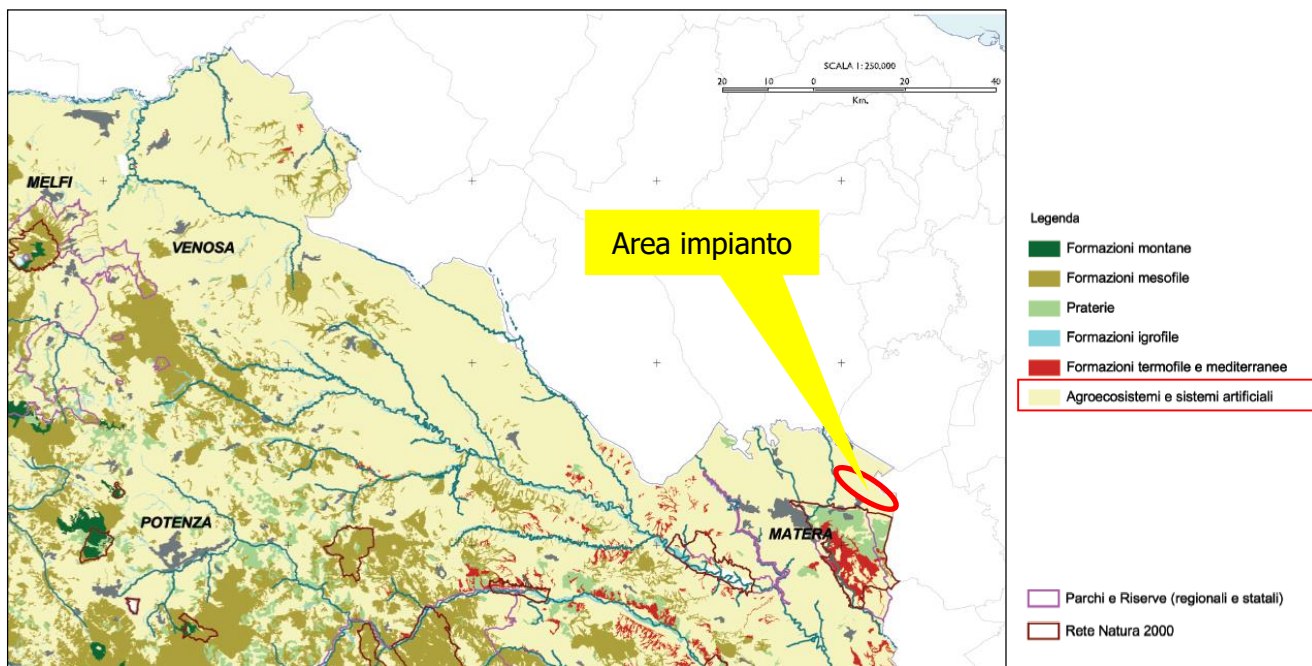 SCALA 1: 250.000
20 10 0 20 40
Km.
MELFI
VENOSA
Area impianto
POTENZA
MATERA
Legenda
Formazioni montane
Formazioni mesofile
Praterie
Formazioni igrofile
Formazioni termofile e mediterranee
Agroecosistemi e sistemi artificiali
Parchi e Riserve (regionali e statali)
Rete Natura 2000